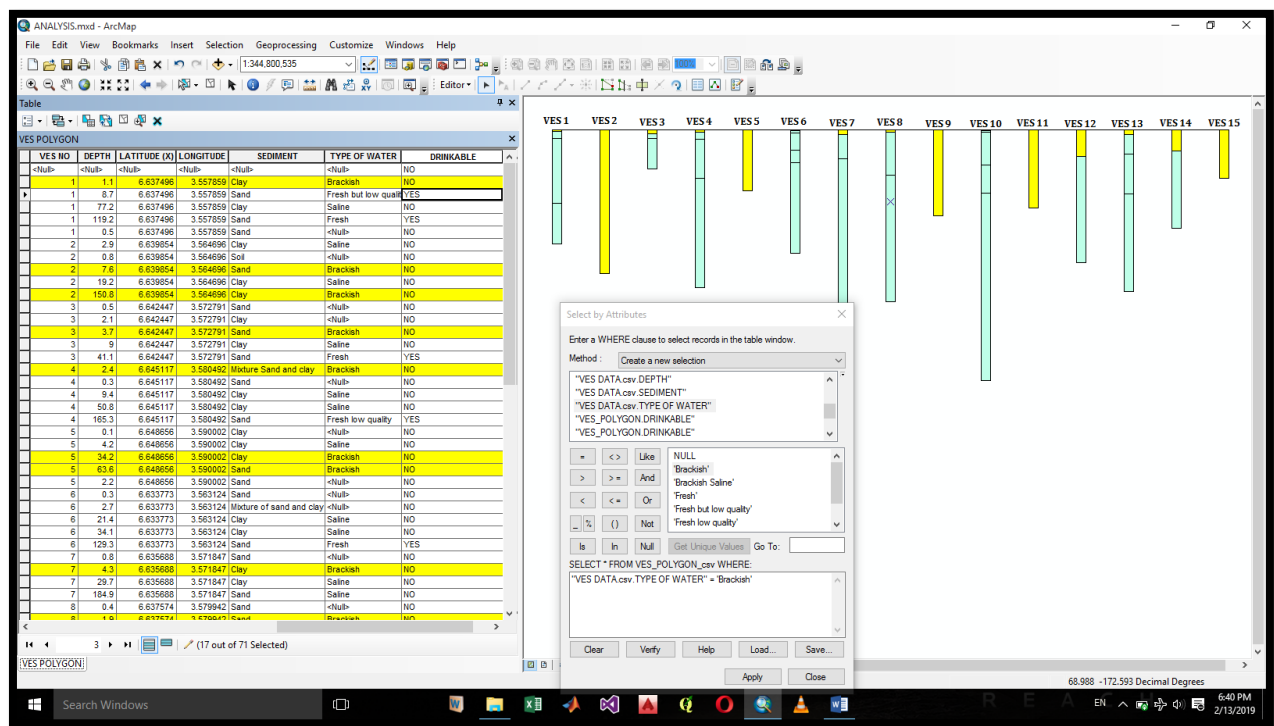 ANALYSIS.mxd - ArcMap
File Edit View Bookmarks Insert Selection Geoprocessing Customize Windows Help
1:344,800,535
100%
Editor
Table
VES POLYGON
VES NO DEPTH LATITUDE (X) LONGITUDE SEDIMENT TYPE OF WATER DRINKABLE
<Null> <Null> <Null> <Null> <Null> <Null> NO
1 1.1 6.637496 3.557859 Clay Brackish NO
1 8.7 6.637496 3.557859 Sand Fresh but low qualit YES
1 77.2 6.637496 3.557859 Clay Saline NO
1 119.2 6.637496 3.557859 Sand Fresh YES
1 0.5 6.637496 3.557859 Sand <Null> NO
2 2.9 6.639854 3.564696 Clay Saline NO
2 0.8 6.639854 3.564696 Soil <Null> NO
2 7.6 6.639854 3.564696 Sand Brackish NO
2 19.2 6.639854 3.564696 Clay Saline NO
2 150.8 6.639854 3.564696 Clay Brackish NO
3 0.5 6.642447 3.572791 Sand <Null> NO
3 2.1 6.642447 3.572791 Clay <Null> NO
3 3.7 6.642447 3.572791 Sand Brackish NO
3 9 6.642447 3.572791 Clay Saline NO
3 41.1 6.642447 3.572791 Sand Fresh YES
4 2.4 6.645117 3.580492 Mixture Sand and clay Brackish NO
4 0.3 6.645117 3.580492 Sand <Null> NO
4 9.4 6.645117 3.580492 Clay Saline NO
4 50.8 6.645117 3.580492 Clay Saline NO
4 165.3 6.645117 3.580492 Sand Fresh low quality YES
5 0.1 6.648656 3.590002 Clay <Null> NO
5 4.2 6.648656 3.590002 Clay Saline NO
5 34.2 6.648656 3.590002 Clay Brackish NO
5 63.6 6.648656 3.590002 Sand Brackish NO
5 2.2 6.648656 3.590002 Sand <Null> NO
6 0.3 6.633773 3.563124 Sand <Null> NO
6 2.7 6.633773 3.563124 Mixture of sand and clay <Null> NO
6 21.4 6.633773 3.563124 Clay Saline NO
6 34.1 6.633773 3.563124 Clay Saline NO
6 129.3 6.633773 3.563124 Sand Fresh YES
7 0.8 6.635688 3.571847 Sand <Null> NO
7 4.3 6.635688 3.571847 Clay Brackish NO
7 29.7 6.635688 3.571847 Clay Saline NO
7 184.9 6.635688 3.571847 Sand Saline NO
8 0.4 6.637574 3.579942 Sand <Null> NO
8 1.9 6.637574 3.579942 Sand Brackish NO
3 (17 out of 71 Selected)
VES POLYGON
VES 1 VES 2 VES 3 VES 4 VES 5 VES 6 VES 7 VES 8 VES 9 VES 10 VES 11 VES 12 VES 13 VES 14 VES 15
Select by Attributes
Enter a WHERE clause to select records in the table window.
Method : Create a new selection
"VES DATA.csv.DEPTH"
"VES DATA.csv.SEDIMENT"
"VES DATA.csv.TYPE OF WATER"
"VES_POLYGON.DRINKABLE"
"VES_POLYGON.DRINKABLE"
= < > Like NULL
'Brackish'
> > = And 'Brackish Saline'
'Fresh'
< < = Or 'Fresh but low quality'
_ % () Not 'Fresh low quality'
Is In Null Get Unique Values Go To:
SELECT * FROM VES_POLYGON_csv WHERE:
"VES DATA.csv.TYPE OF WATER" = 'Brackish'
Clear Verify Help Load... Save...
Apply Close
68.988 -172.593 Decimal Degrees
Search Windows
R E A
EN
6:40 PM
2/13/2019